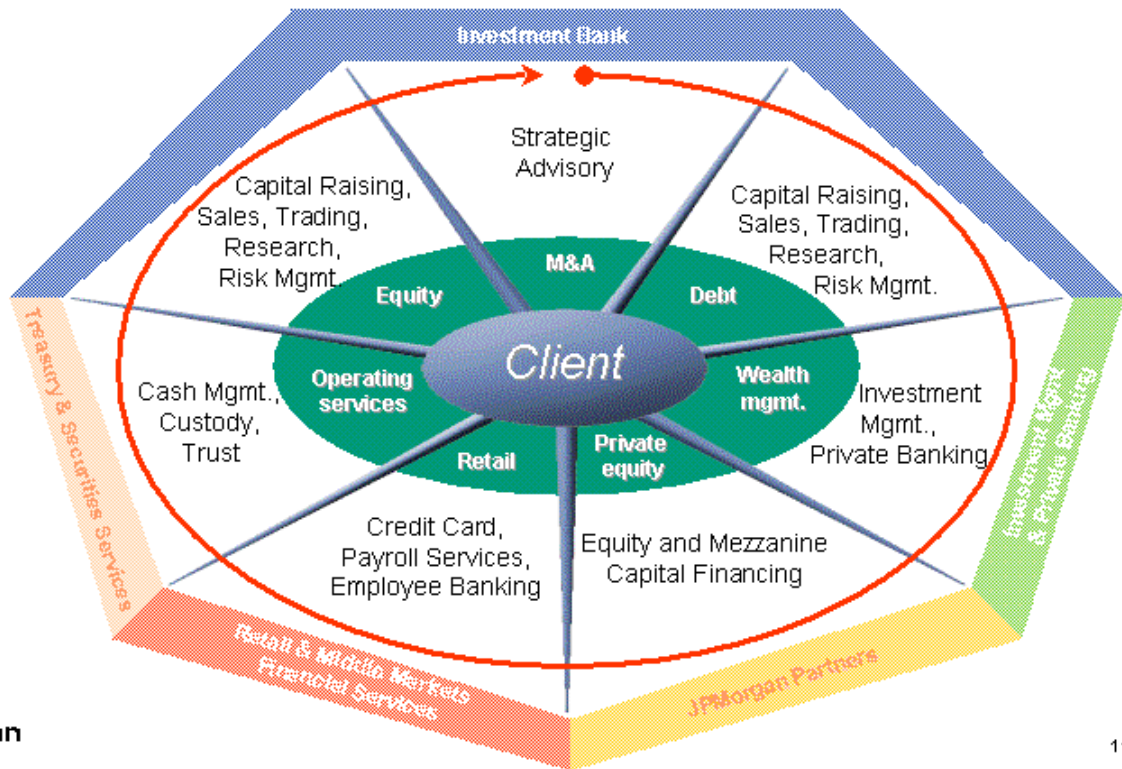 Investment Bank
Strategic
Advisory
Capital Raising,
Sales, Trading,
Research,
Risk Mgmt.
Capital Raising,
Sales, Trading,
Research,
Risk Mgmt.
M&A
Equity
Debt
Client
Operating
services
Wealth
mgmt.
Retail
Private
equity
Cash Mgmt.,
Custody,
Trust
Investment
Mgmt.,
Private Banking
Credit Card,
Payroll Services,
Employee Banking
Equity and Mezzanine
Capital Financing
Treasury & Securities Services
Investment Mgmt
& Private Banking
Retail & Middle Markets
Financial Services
JPMorgan Partners